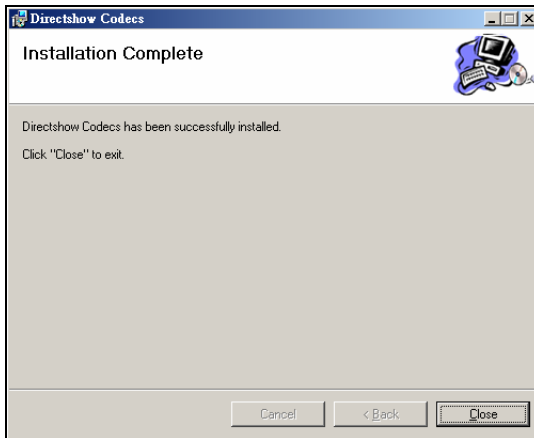 Directshow Codecs
Installation Complete
Directshow Codecs has been successfully installed.
Click "Close" to exit.
Cancel
< Back
Close